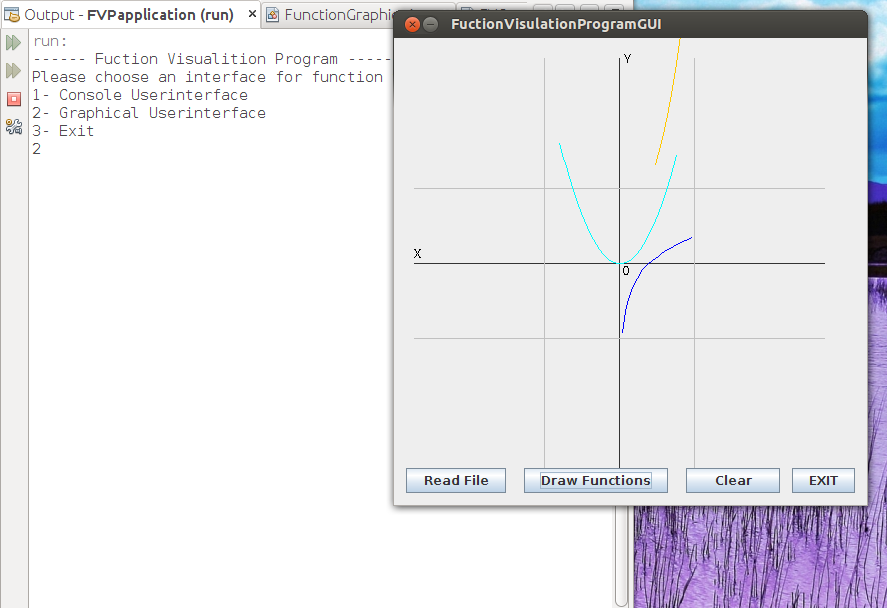 Output - FVPapplication (run) ×
FunctionGraphic
run:
------ Fuction Visualition Program -----
Please choose an interface for function
1- Console Userinterface
2- Graphical Userinterface
3- Exit
2
FuctionVisulationProgramGUI
Y
X
0
Read File
Draw Functions
Clear
EXIT